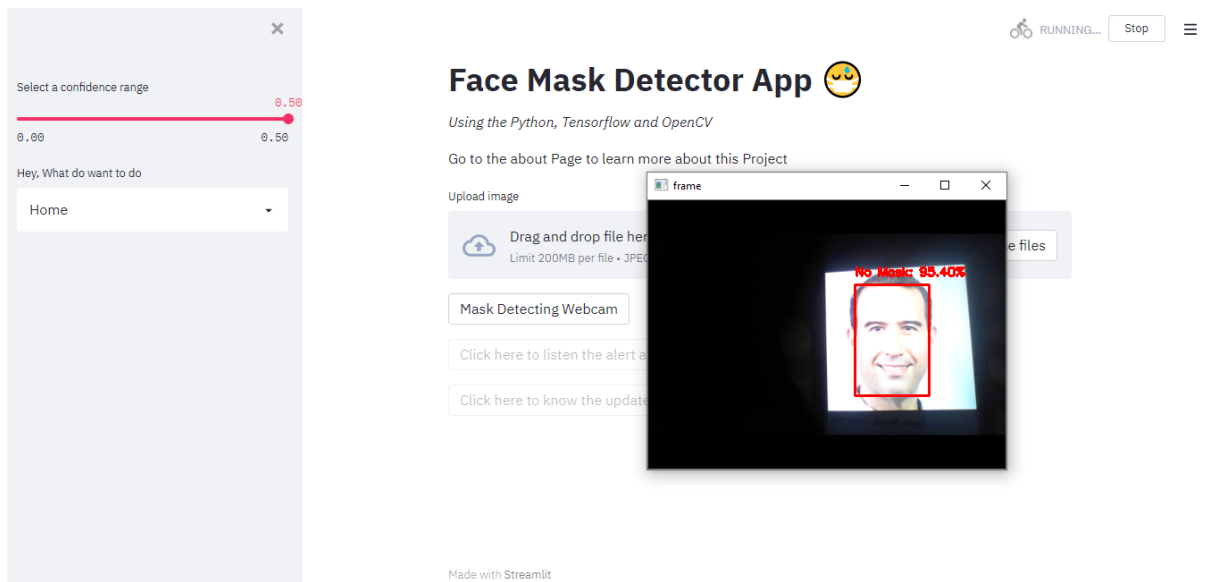 RUNNING...
Stop
Select a confidence range
0.50
0.00
0.50
Hey, What do want to do
Home
Face Mask Detector App
Using the Python, Tensorflow and OpenCV
Go to the about Page to learn more about this Project
Upload image
frame
Drag and drop file her
Limit 200MB per file • JPEG
e files
No Mask: 95.40%
Mask Detecting Webcam
Click here to listen the alert a
Click here to know the update
Made with Streamlit